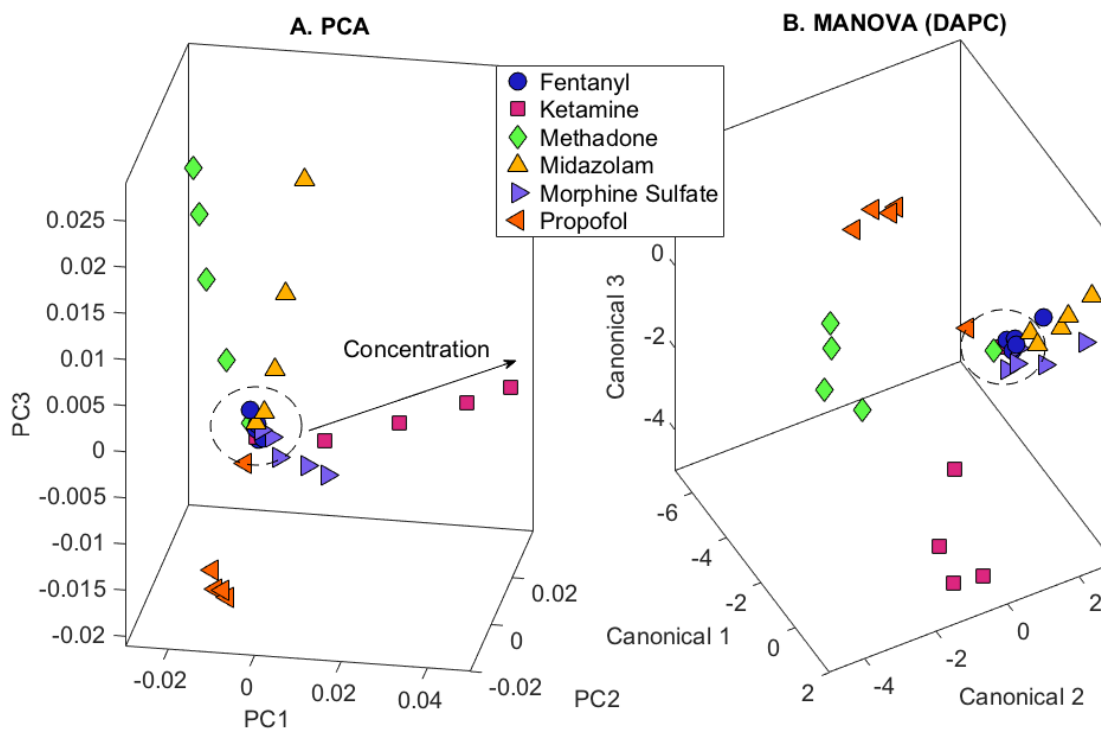 A. PCA
B. MANOVA (DAPC)
Fentanyl
Ketamine
Methadone
Midazolam
Morphine Sulfate
Propofol
Concentration
PC3
0.025
0.02
0.015
0.01
0.005
0
-0.005
-0.01
-0.015
-0.02
-0.02
0
0.02
0.04
PC1
-0.02
0
0.02
PC2
Canonical 3
0
-2
-4
-6
-4
-2
0
2
Canonical 1
-4
-2
0
2
Canonical 2